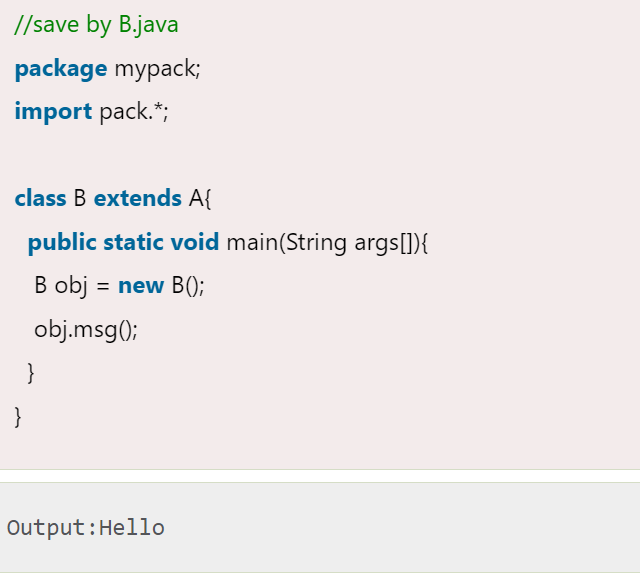 //save by B.java
package mypack;
import pack.*;

class B extends A{
  public static void main(String args[]){
   B obj = new B();
   obj.msg();
  }
}
Output:Hello